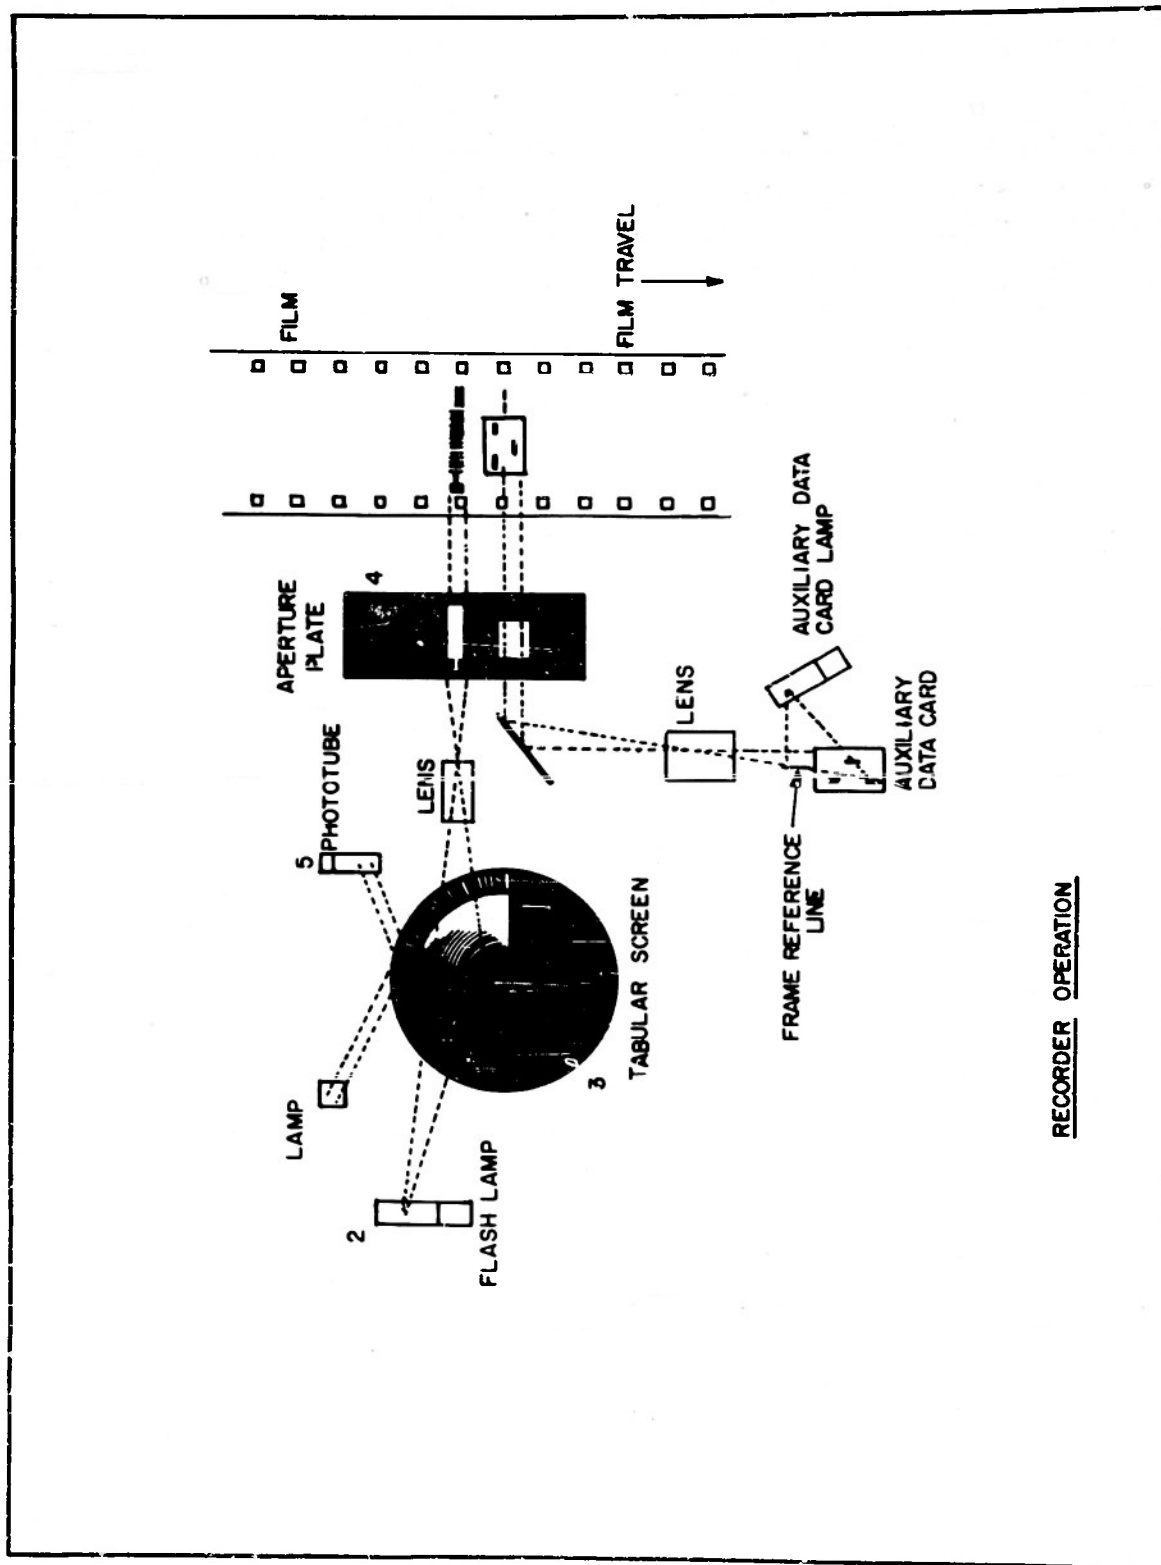 FILM
FILM TRAVEL
APERTURE
PLATE
4
PHOTOTUBE
5
LENS
LAMP
2
FLASH LAMP
3
TABULAR SCREEN
LENS
AUXILIARY DATA
CARD LAMP
AUXILIARY
DATA CARD
FRAME REFERENCE
LINE
RECORDER OPERATION